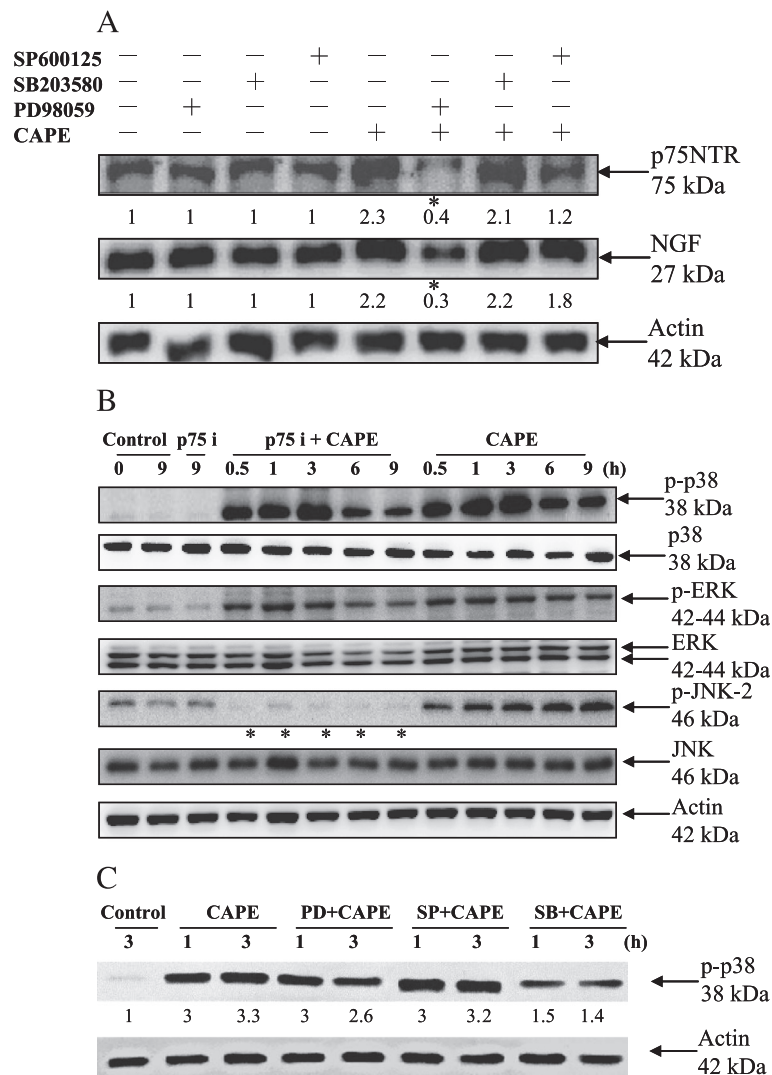 A
SP600125 — — — + — — — +
SB203580 — — + — — — + —
PD98059 — + — — — + — —
CAPE — — — — + + + +
p75NTR
75 kDa
*
1 1 1 1 2.3 0.4 2.1 1.2
NGF
27 kDa
*
1 1 1 1 2.2 0.3 2.2 1.8
Actin
42 kDa
B
Control p75 i p75 i + CAPE CAPE
0 9 9 0.5 1 3 6 9 0.5 1 3 6 9 (h)
p-p38
38 kDa
p38
38 kDa
p-ERK
42-44 kDa
ERK
42-44 kDa
p-JNK-2
46 kDa
* * * * *
JNK
46 kDa
Actin
42 kDa
C
Control CAPE PD+CAPE SP+CAPE SB+CAPE
3 1 3 1 3 1 3 1 3 (h)
p-p38
38 kDa
1 3 3.3 3 2.6 3 3.2 1.5 1.4
Actin
42 kDa